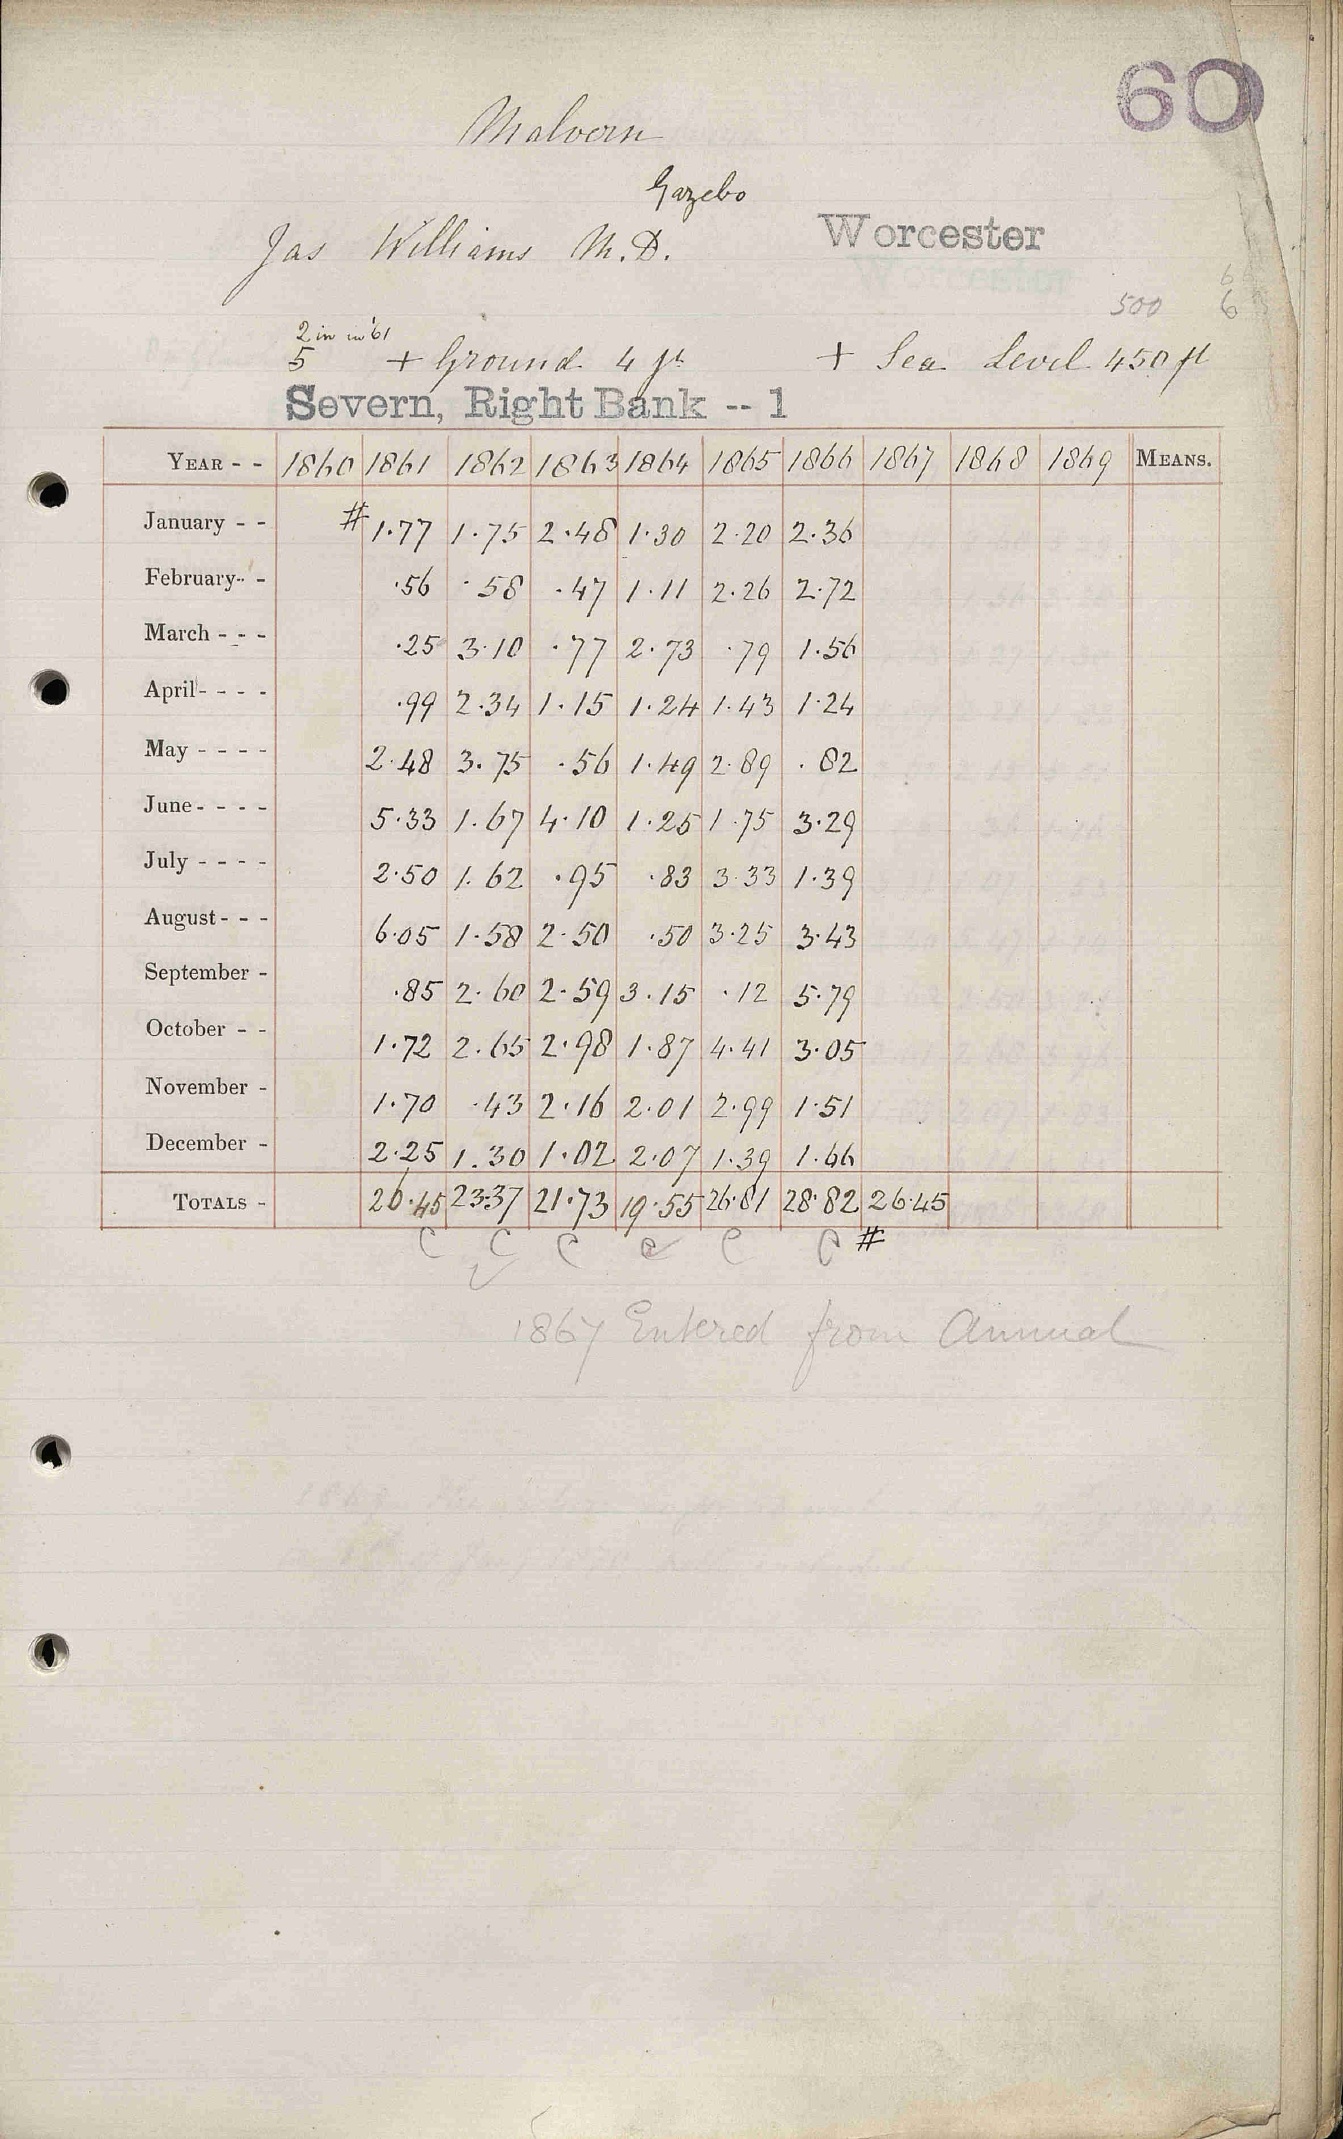 60
Malvern
Gazebo
Jas Williams M.D.
Worcester
Worcester
500 6
2 in in '61
5 + Ground 4 ft + Sea Level 450 ft
Severn, Right Bank -- 1
YEAR - - 1860 1861 1862 1863 1864 1865 1866 1867 1868 1869 MEANS.
January - - # 1.77 1.75 2.48 1.30 2.20 2.36
February - - .56 .58 .47 1.11 2.26 2.72
March - - - .25 3.10 .77 2.73 .79 1.56
April - - - - .99 2.34 1.15 1.24 1.43 1.24
May - - - - 2.48 3.75 .56 1.49 2.89 .82
June - - - - 5.33 1.67 4.10 1.25 1.75 3.29
July - - - - 2.50 1.62 .95 .83 3.33 1.39
August - - - 6.05 1.58 2.50 .50 3.25 3.43
September - .85 2.60 2.59 3.15 .12 5.79
October - - 1.72 2.65 2.98 1.87 4.41 3.05
November - 1.70 .43 2.16 2.01 2.99 1.51
December - 2.25 1.30 1.02 2.07 1.39 1.66
TOTALS - 26.45 23.37 21.73 19.55 26.81 28.82 26.45
C C C C C C #
1867 Entered from Annual